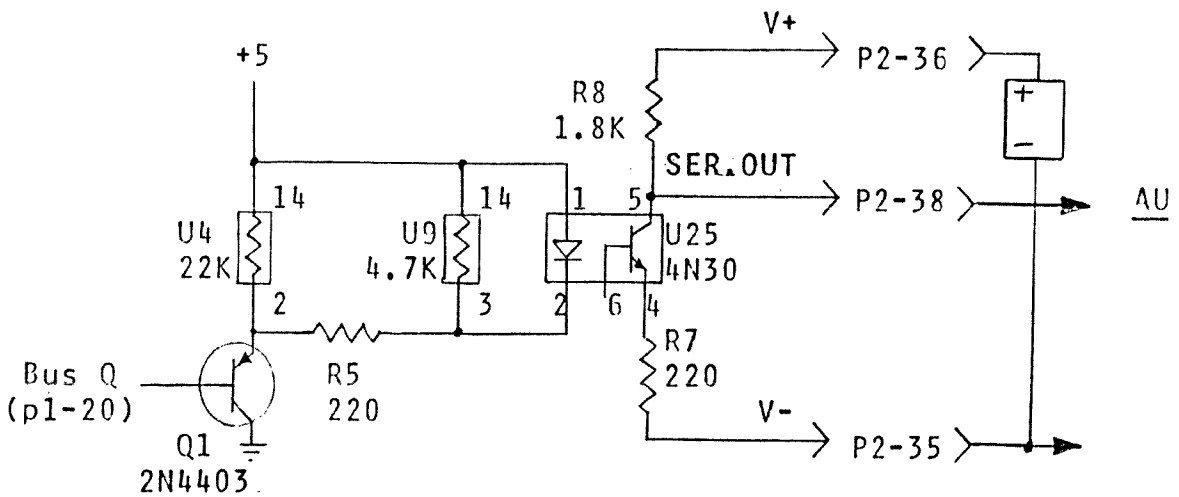 V+
+5
P2-36
R8
1.8K
+
-
SER.OUT
14
14
1
5
P2-38
AU
U4
22K
U9
4.7K
U25
4N30
2
3
2
6
4
Bus Q
(p1-20)
R5
220
R7
220
V-
Q1
2N4403.
P2-35